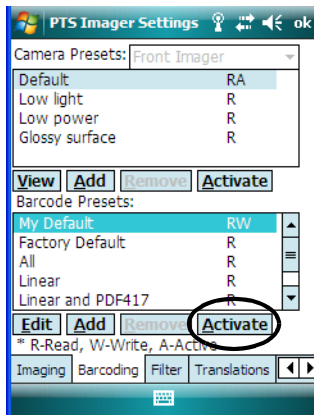 PTS Imager Settings ok
Camera Presets: Front Imager
Default RA
Low light R
Low power R
Glossy surface R
View Add Remove Activate
Barcode Presets:
My Default RW
Factory Default R
All R
Linear R
Linear and PDF417 R
Edit Add Remove Activate
* R-Read, W-Write, A-Active
Imaging Barcoding Filter Translations